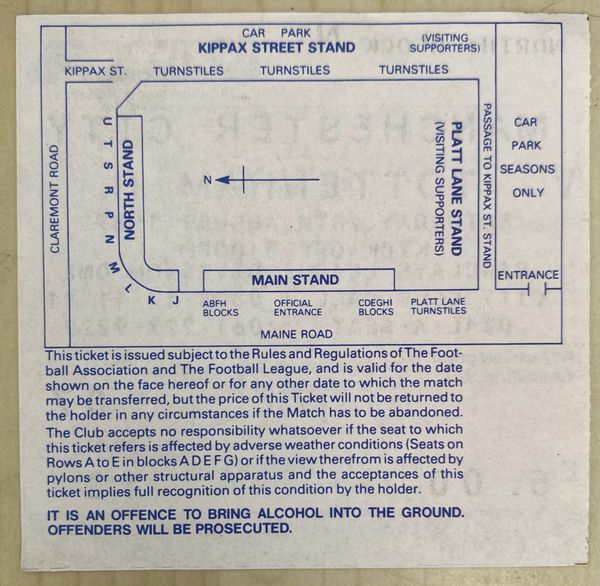 CAR PARK
KIPPAX STREET STAND
(VISITING
SUPPORTERS)
KIPPAX ST.
TURNSTILES
TURNSTILES
TURNSTILES
CLAREMONT ROAD
U T S R P N M L K J
NORTH STAND
N
PLATT LANE STAND
(VISITING SUPPORTERS)
PASSAGE TO KIPPAX ST. STAND
CAR
PARK
SEASONS
ONLY
ENTRANCE
MAIN STAND
ABFH
BLOCKS
OFFICIAL
ENTRANCE
CDEGHI
BLOCKS
PLATT LANE
TURNSTILES
MAINE ROAD
This ticket is issued subject to the Rules and Regulations of The Foot-
ball Association and The Football League, and is valid for the date
shown on the face hereof or for any other date to which the match
may be transferred, but the price of this Ticket will not be returned to
the holder in any circumstances if the Match has to be abandoned.
The Club accepts no responsibility whatsoever if the seat to which
this ticket refers is affected by adverse weather conditions (Seats on
Rows A to E in blocks A D E F G) or if the view therefrom is affected by
pylons or other structural apparatus and the acceptances of this
ticket implies full recognition of this condition by the holder.
IT IS AN OFFENCE TO BRING ALCOHOL INTO THE GROUND.
OFFENDERS WILL BE PROSECUTED.